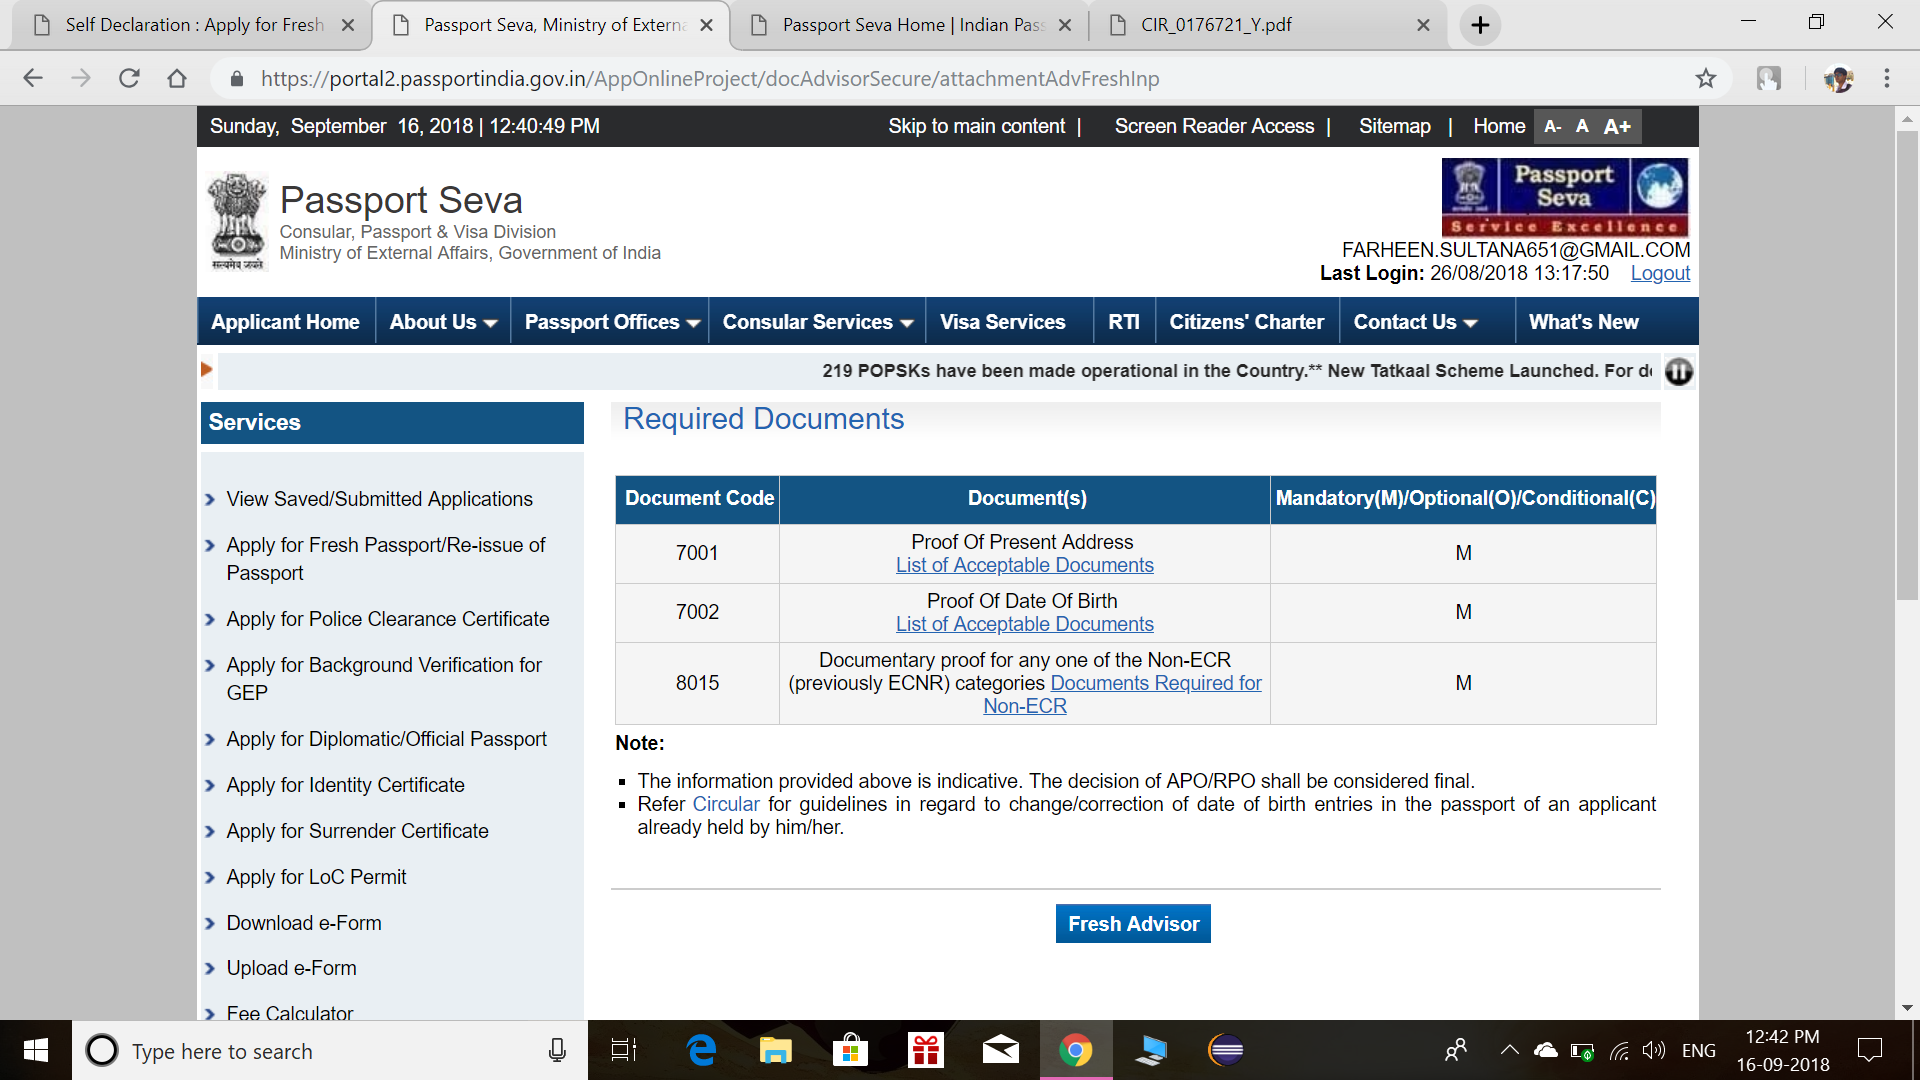 Self Declaration : Apply for Fresh
Passport Seva, Ministry of Externa
Passport Seva Home | Indian Pass
CIR_0176721_Y.pdf
https://portal2.passportindia.gov.in/AppOnlineProject/docAdvisorSecure/attachmentAdvFreshInp
Sunday, September 16, 2018 | 12:40:49 PM
Skip to main content | Screen Reader Access | Sitemap | Home A- A A+
Passport Seva
Consular, Passport & Visa Division
Ministry of External Affairs, Government of India
सत्यमेव जयते
Passport
Seva
Service Excellence
FARHEEN.SULTANA651@GMAIL.COM
Last Login: 26/08/2018 13:17:50 Logout
Applicant Home About Us Passport Offices Consular Services Visa Services RTI Citizens' Charter Contact Us What's New
219 POPSKs have been made operational in the Country.** New Tatkaal Scheme Launched. For de
Services
View Saved/Submitted Applications
Apply for Fresh Passport/Re-issue of
Passport
Apply for Police Clearance Certificate
Apply for Background Verification for
GEP
Apply for Diplomatic/Official Passport
Apply for Identity Certificate
Apply for Surrender Certificate
Apply for LoC Permit
Download e-Form
Upload e-Form
Fee Calculator
Required Documents
Document Code Document(s) Mandatory(M)/Optional(O)/Conditional(C)
7001 Proof Of Present Address M
List of Acceptable Documents
7002 Proof Of Date Of Birth M
List of Acceptable Documents
Documentary proof for any one of the Non-ECR
8015 (previously ECNR) categories Documents Required for M
Non-ECR
Note:
The information provided above is indicative. The decision of APO/RPO shall be considered final.
Refer Circular for guidelines in regard to change/correction of date of birth entries in the passport of an applicant
already held by him/her.
Fresh Advisor
Type here to search
ENG
12:42 PM
16-09-2018